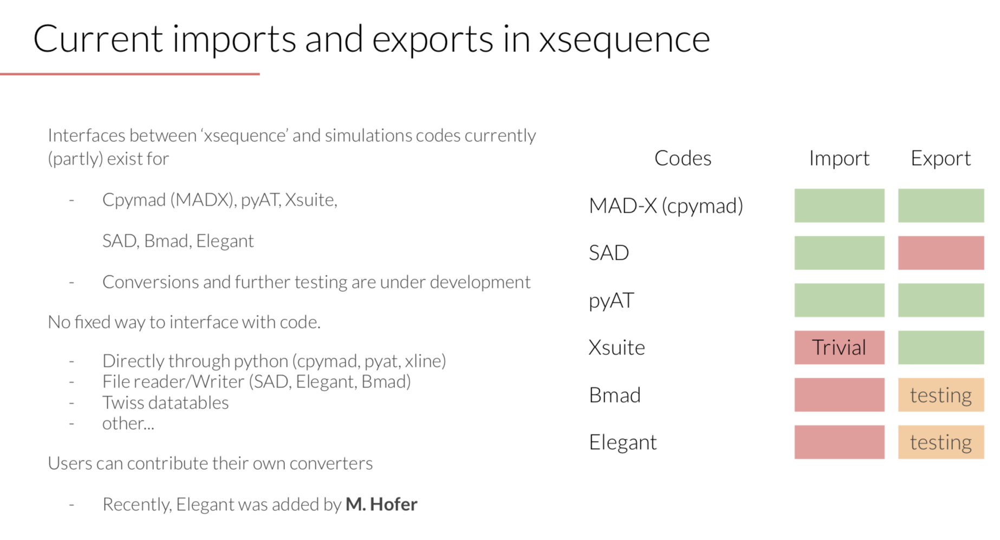 Current imports and exports in xsequence
Interfaces between ‘xsequence’ and simulations codes currently
(partly) exist for
- Cpymad (MADX), pyAT, Xsuite,
SAD, Bmad, Elegant
- Conversions and further testing are under development
No fixed way to interface with code.
- Directly through python (cpymad, pyat, xline)
- File reader/Writer (SAD, Elegant, Bmad)
- Twiss datatables
- other...
Users can contribute their own converters
- Recently, Elegant was added by M. Hofer
Codes Import Export
MAD-X (cpymad)
SAD
pyAT
Xsuite Trivial
Bmad testing
Elegant testing